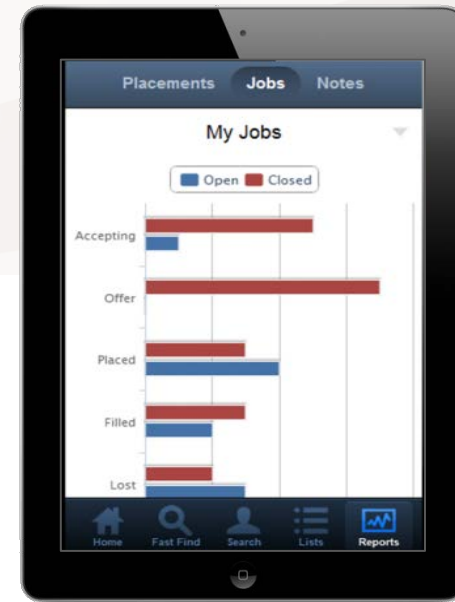 Placements Jobs Notes
My Jobs
Open Closed
Accepting
Offer
Placed
Filled
Lost
Home Fast Find Search Lists Reports